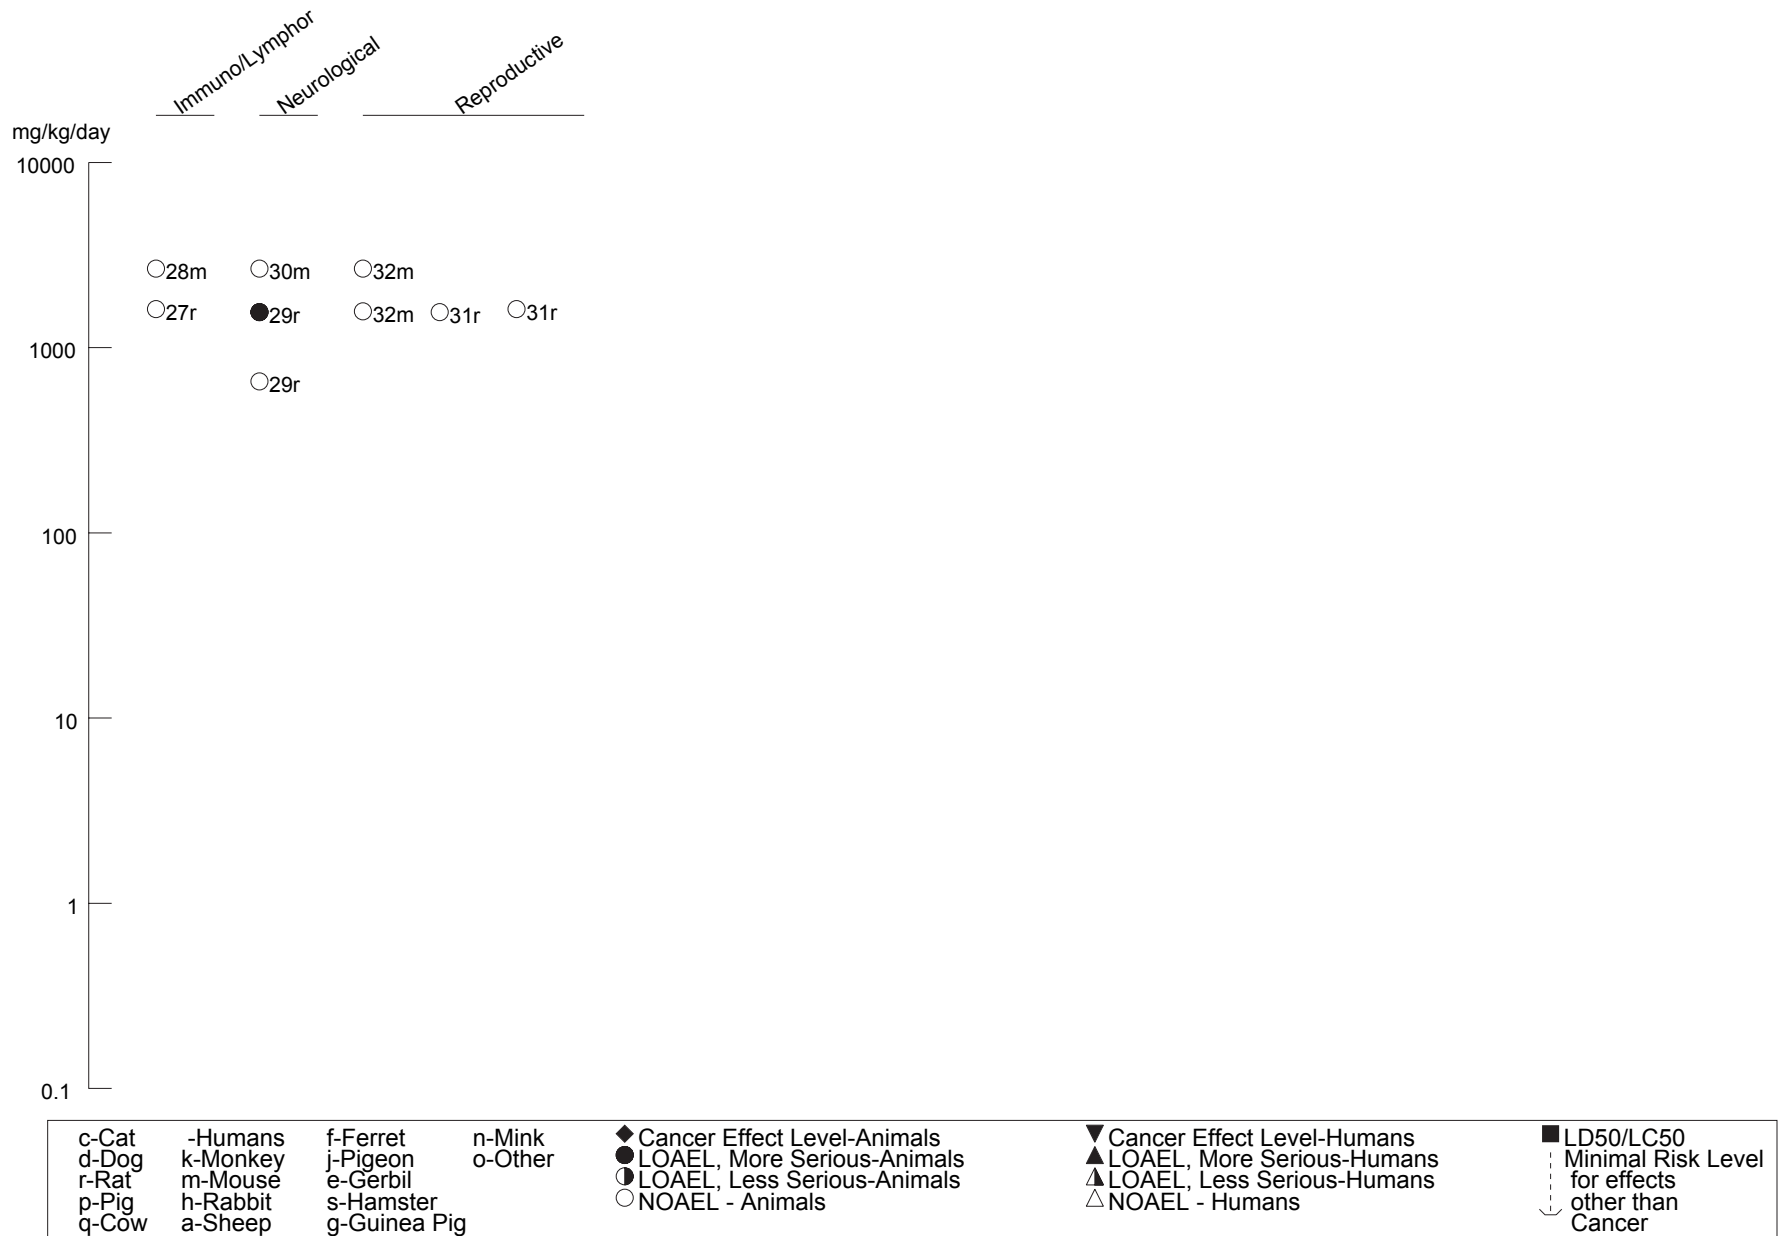 Immuno/Lymphor
Neurological
Reproductive
mg/kg/day
10000
28m
30m
32m
27r
29r
32m
31r
31r
1000
29r
100
10
1
0.1
c-Cat -Humans f-Ferret n-Mink
d-Dog k-Monkey j-Pigeon o-Other
r-Rat m-Mouse e-Gerbil
p-Pig h-Rabbit s-Hamster
q-Cow a-Sheep g-Guinea Pig
Cancer Effect Level-Animals
LOAEL, More Serious-Animals
LOAEL, Less Serious-Animals
NOAEL - Animals
Cancer Effect Level-Humans
LOAEL, More Serious-Humans
LOAEL, Less Serious-Humans
NOAEL - Humans
LD50/LC50
Minimal Risk Level
for effects
other than
Cancer